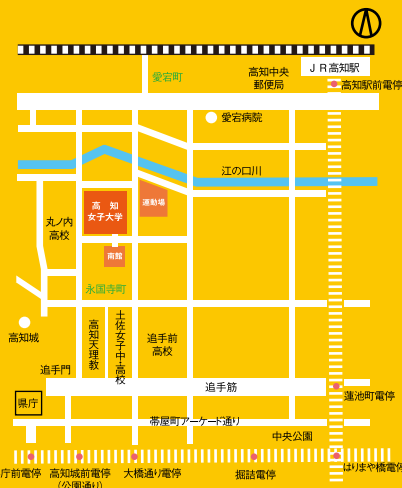 JR高知駅
愛宕町
高知中央
郵便局
高知駅前電停
愛宕病院
江の口川
高知
女子大学
運動場
丸ノ内
高校
南館
永国寺町
高知城
高知天理教
土佐女子中・高校
追手前
高校
追手門
追手筋
県庁
蓮池町電停
帯屋町アーケード通り
中央公園
はりまや橋電停
庁前電停
高知城前電停
(公園通り)
大橋通り電停
掘詰電停